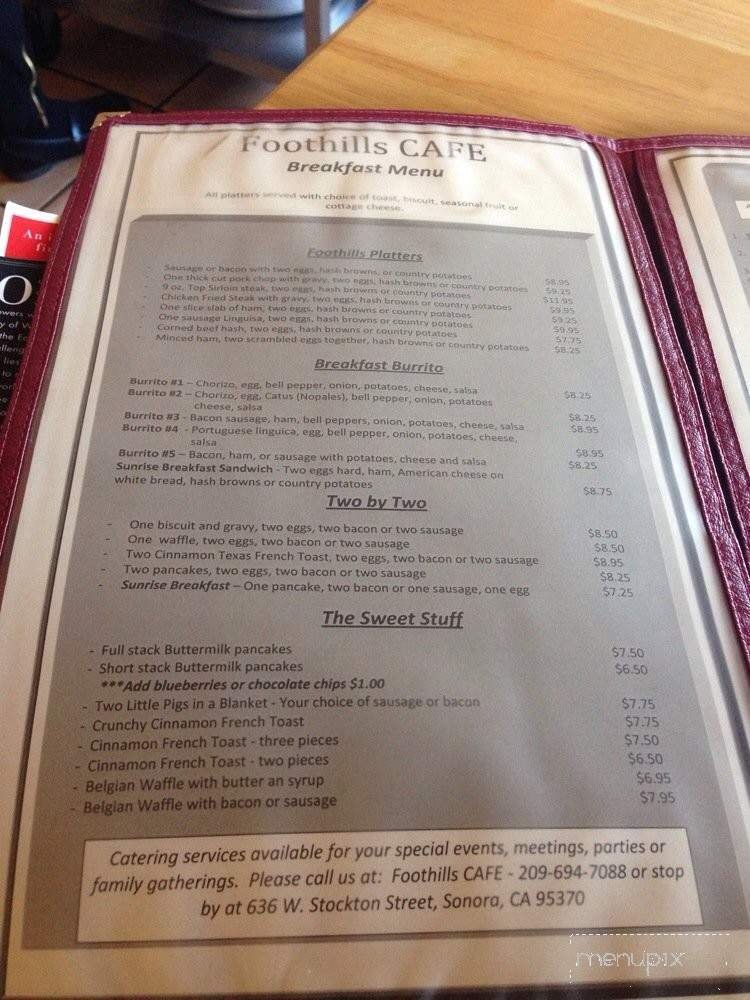 Foothills CAFE
Breakfast Menu
All platters served with choice of toast, biscuit, seasonal fruit or
cottage cheese.
Foothills Platters
- Sausage or bacon with two eggs, hash browns, or country potatoes $8.95
- One thick cut pork chop with gravy, two eggs, hash browns or country potatoes $9.25
- 9 oz. Top Sirloin steak, two eggs, hash browns or country potatoes $11.95
- Chicken Fried Steak with gravy, two eggs, hash browns or country potatoes $9.95
- One slice slab of ham, two eggs, hash browns or country potatoes $9.25
- One sausage Linguisa, two eggs, hash browns or country potatoes $9.95
- Corned beef hash, two eggs, hash browns or country potatoes $7.75
- Minced ham, two scrambled eggs together, hash browns or country potatoes $8.25
Breakfast Burrito
Burrito #1 – Chorizo, egg, bell pepper, onion, potatoes, cheese, salsa $8.25
Burrito #2 – Chorizo, egg, Catus (Nopales), bell pepper, onion, potatoes
cheese, salsa $8.25
Burrito #3 - Bacon sausage, ham, bell peppers, onion, potatoes, cheese, salsa $8.95
Burrito #4 - Portuguese linguica, egg, bell pepper, onion, potatoes, cheese,
salsa $8.95
Burrito #5 – Bacon, ham, or sausage with potatoes, cheese and salsa $8.25
Sunrise Breakfast Sandwich - Two eggs hard, ham, American cheese on
white bread, hash browns or country potatoes $8.75
Two by Two
- One biscuit and gravy, two eggs, two bacon or two sausage $8.50
- One waffle, two eggs, two bacon or two sausage $8.50
- Two Cinnamon Texas French Toast, two eggs, two bacon or two sausage $8.95
- Two pancakes, two eggs, two bacon or two sausage $8.25
- Sunrise Breakfast – One pancake, two bacon or one sausage, one egg $7.25
The Sweet Stuff
- Full stack Buttermilk pancakes $7.50
- Short stack Buttermilk pancakes $6.50
***Add blueberries or chocolate chips $1.00
- Two Little Pigs in a Blanket - Your choice of sausage or bacon $7.75
- Crunchy Cinnamon French Toast $7.75
- Cinnamon French Toast - three pieces $7.50
- Cinnamon French Toast - two pieces $6.50
- Belgian Waffle with butter an syrup $6.95
- Belgian Waffle with bacon or sausage $7.95
Catering services available for your special events, meetings, parties or
family gatherings. Please call us at: Foothills CAFE - 209-694-7088 or stop
by at 636 W. Stockton Street, Sonora, CA 95370
menupix